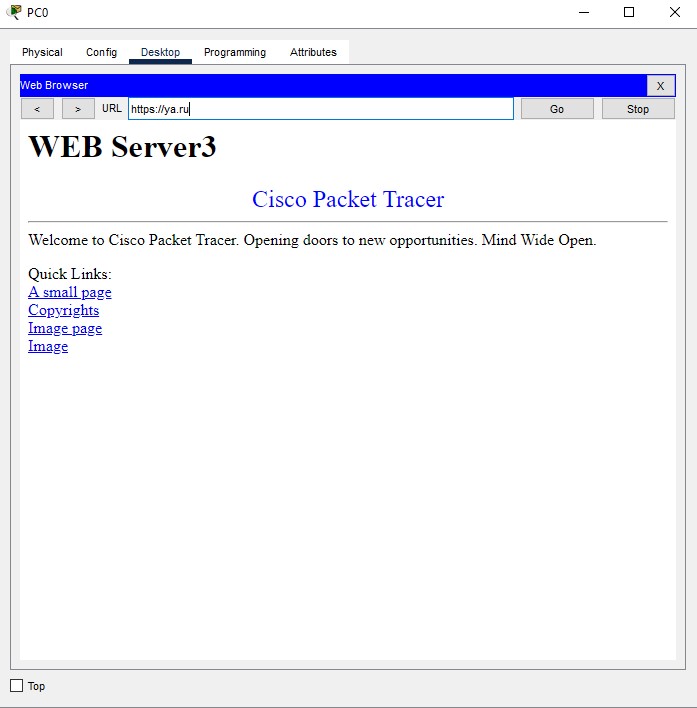 PC0
Physical Config Desktop Programming Attributes
Web Browser X
< > URL https://ya.ru Go Stop
WEB Server3
Cisco Packet Tracer
Welcome to Cisco Packet Tracer. Opening doors to new opportunities. Mind Wide Open.
Quick Links:
A small page
Copyrights
Image page
Image
Top